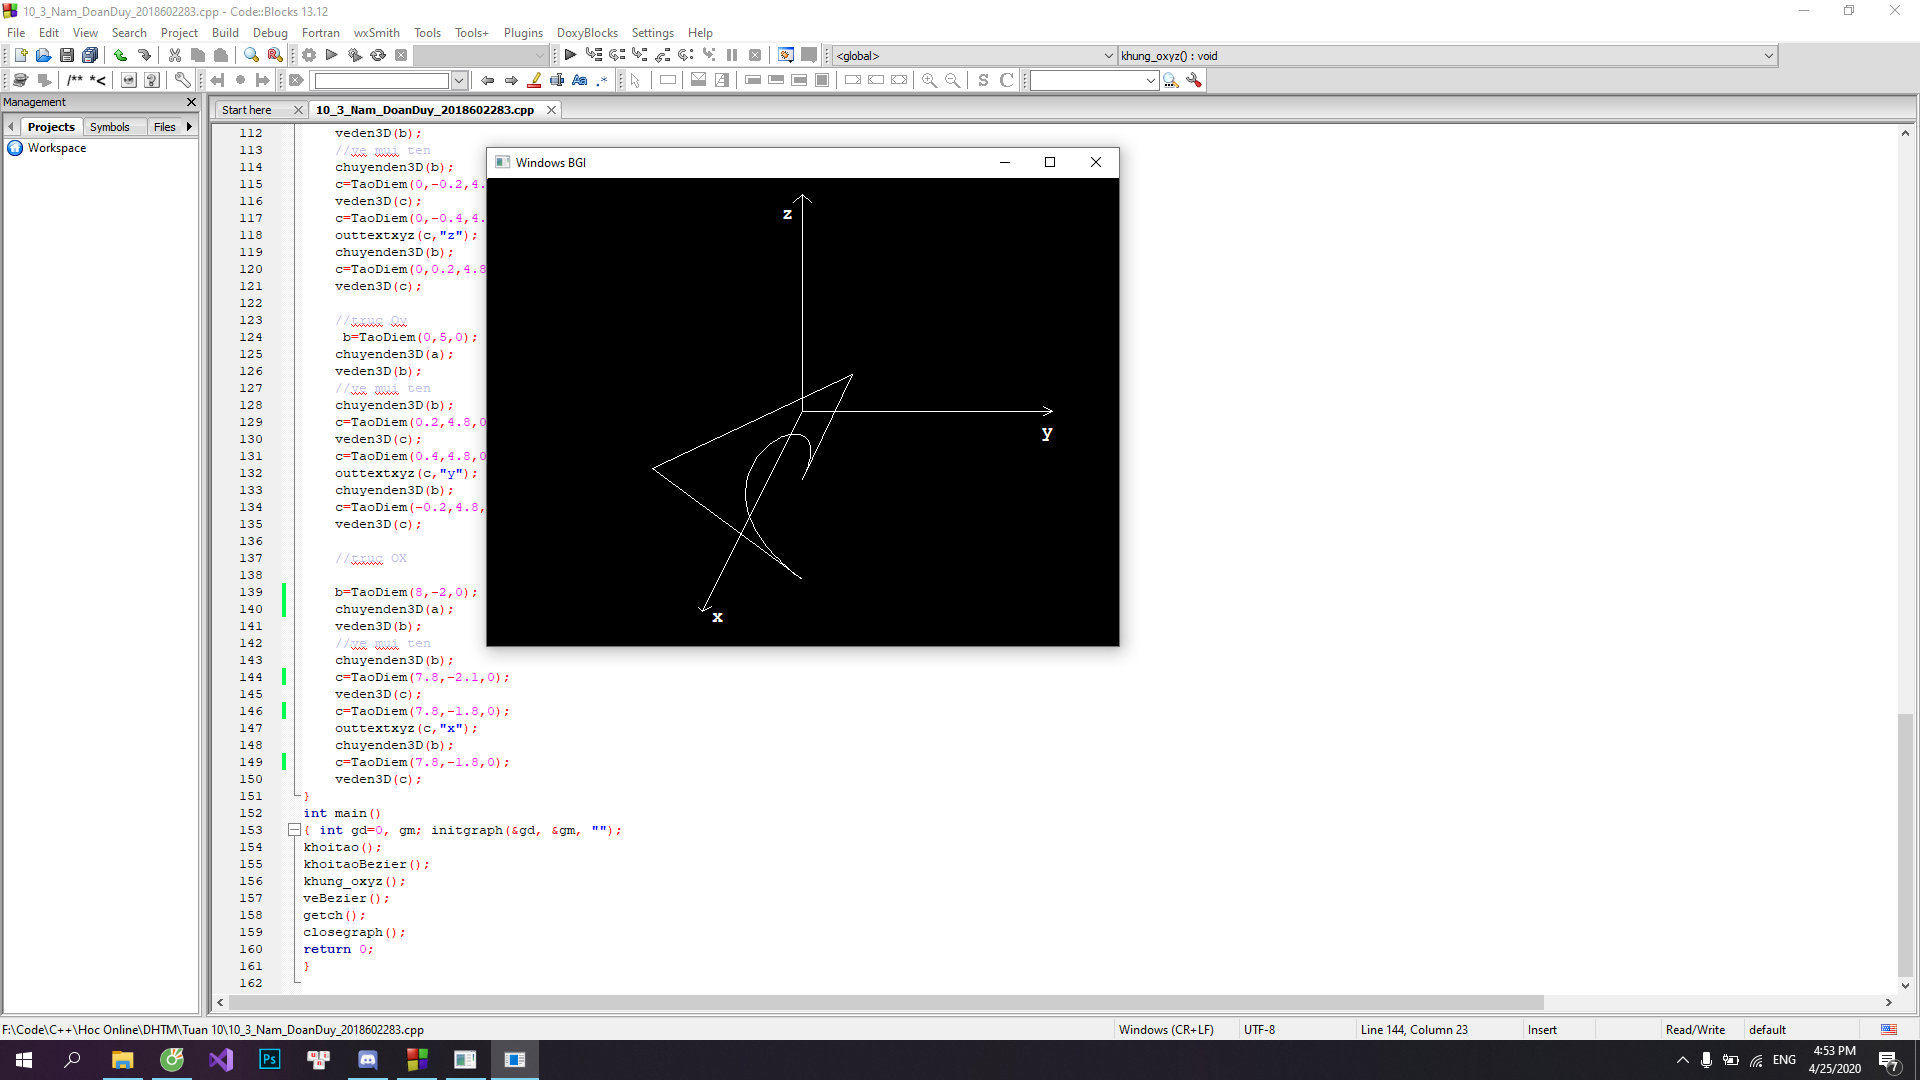 10_3_Nam_DoanDuy_2018602283.cpp - Code::Blocks 13.12
File Edit View Search Project Build Debug Fortran wxSmith Tools Tools+ Plugins DoxyBlocks Settings Help
<global>
khung_oxyz() : void
/** *<
Aa .*
S C
Management
Projects Symbols Files
Workspace
Start here
10_3_Nam_DoanDuy_2018602283.cpp
112 veden3D(b);
113 //ve mui ten
114 chuyenden3D(b);
115 c=TaoDiem(0,-0.2,4.
116 veden3D(c);
117 c=TaoDiem(0,-0.4,4.
118 outtextxyz(c,"z");
119 chuyenden3D(b);
120 c=TaoDiem(0,0.2,4.8
121 veden3D(c);
122
123 //truc Oy
124 b=TaoDiem(0,5,0);
125 chuyenden3D(a);
126 veden3D(b);
127 //ve mui ten
128 chuyenden3D(b);
129 c=TaoDiem(0.2,4.8,0
130 veden3D(c);
131 c=TaoDiem(0.4,4.8,0
132 outtextxyz(c,"y");
133 chuyenden3D(b);
134 c=TaoDiem(-0.2,4.8,
135 veden3D(c);
136
137 //truc OX
138
139 b=TaoDiem(8,-2,0);
140 chuyenden3D(a);
141 veden3D(b);
142 //ve mui ten
143 chuyenden3D(b);
144 c=TaoDiem(7.8,-2.1,0);
145 veden3D(c);
146 c=TaoDiem(7.8,-1.8,0);
147 outtextxyz(c,"x");
148 chuyenden3D(b);
149 c=TaoDiem(7.8,-1.8,0);
150 veden3D(c);
151 }
152 int main()
153 { int gd=0, gm; initgraph(&gd, &gm, "");
154 khoitao();
155 khoitaoBezier();
156 khung_oxyz();
157 veBezier();
158 getch();
159 closegraph();
160 return 0;
161 }
162
Windows BGI
z
y
x
F:\Code\C++\Hoc Online\DHTM\Tuan 10\10_3_Nam_DoanDuy_2018602283.cpp
Windows (CR+LF) UTF-8 Line 144, Column 23 Insert Read/Write default
Ps
ENG
4:53 PM
4/25/2020
7